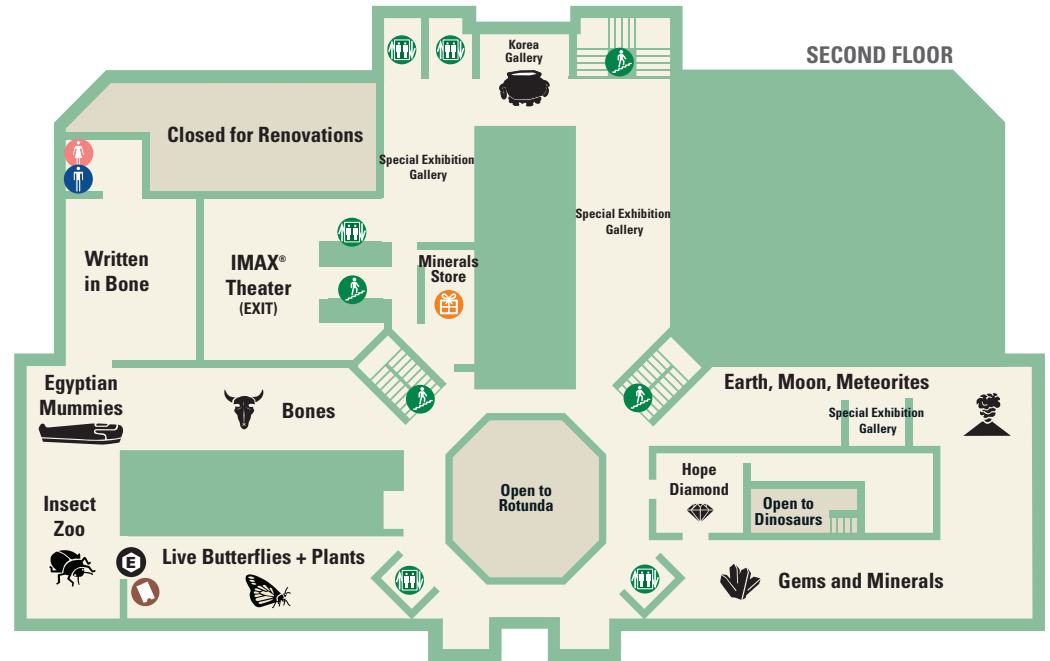 SECOND FLOOR
Korea
Gallery
Closed for Renovations
Special Exhibition
Gallery
Special Exhibition
Gallery
Written
in Bone
IMAX®
Theater
(EXIT)
Minerals
Store
Egyptian
Mummies
Bones
Earth, Moon, Meteorites
Special Exhibition
Gallery
Hope
Diamond
Open to
Rotunda
Open to
Dinosaurs
Insect
Zoo
E
Live Butterflies + Plants
Gems and Minerals